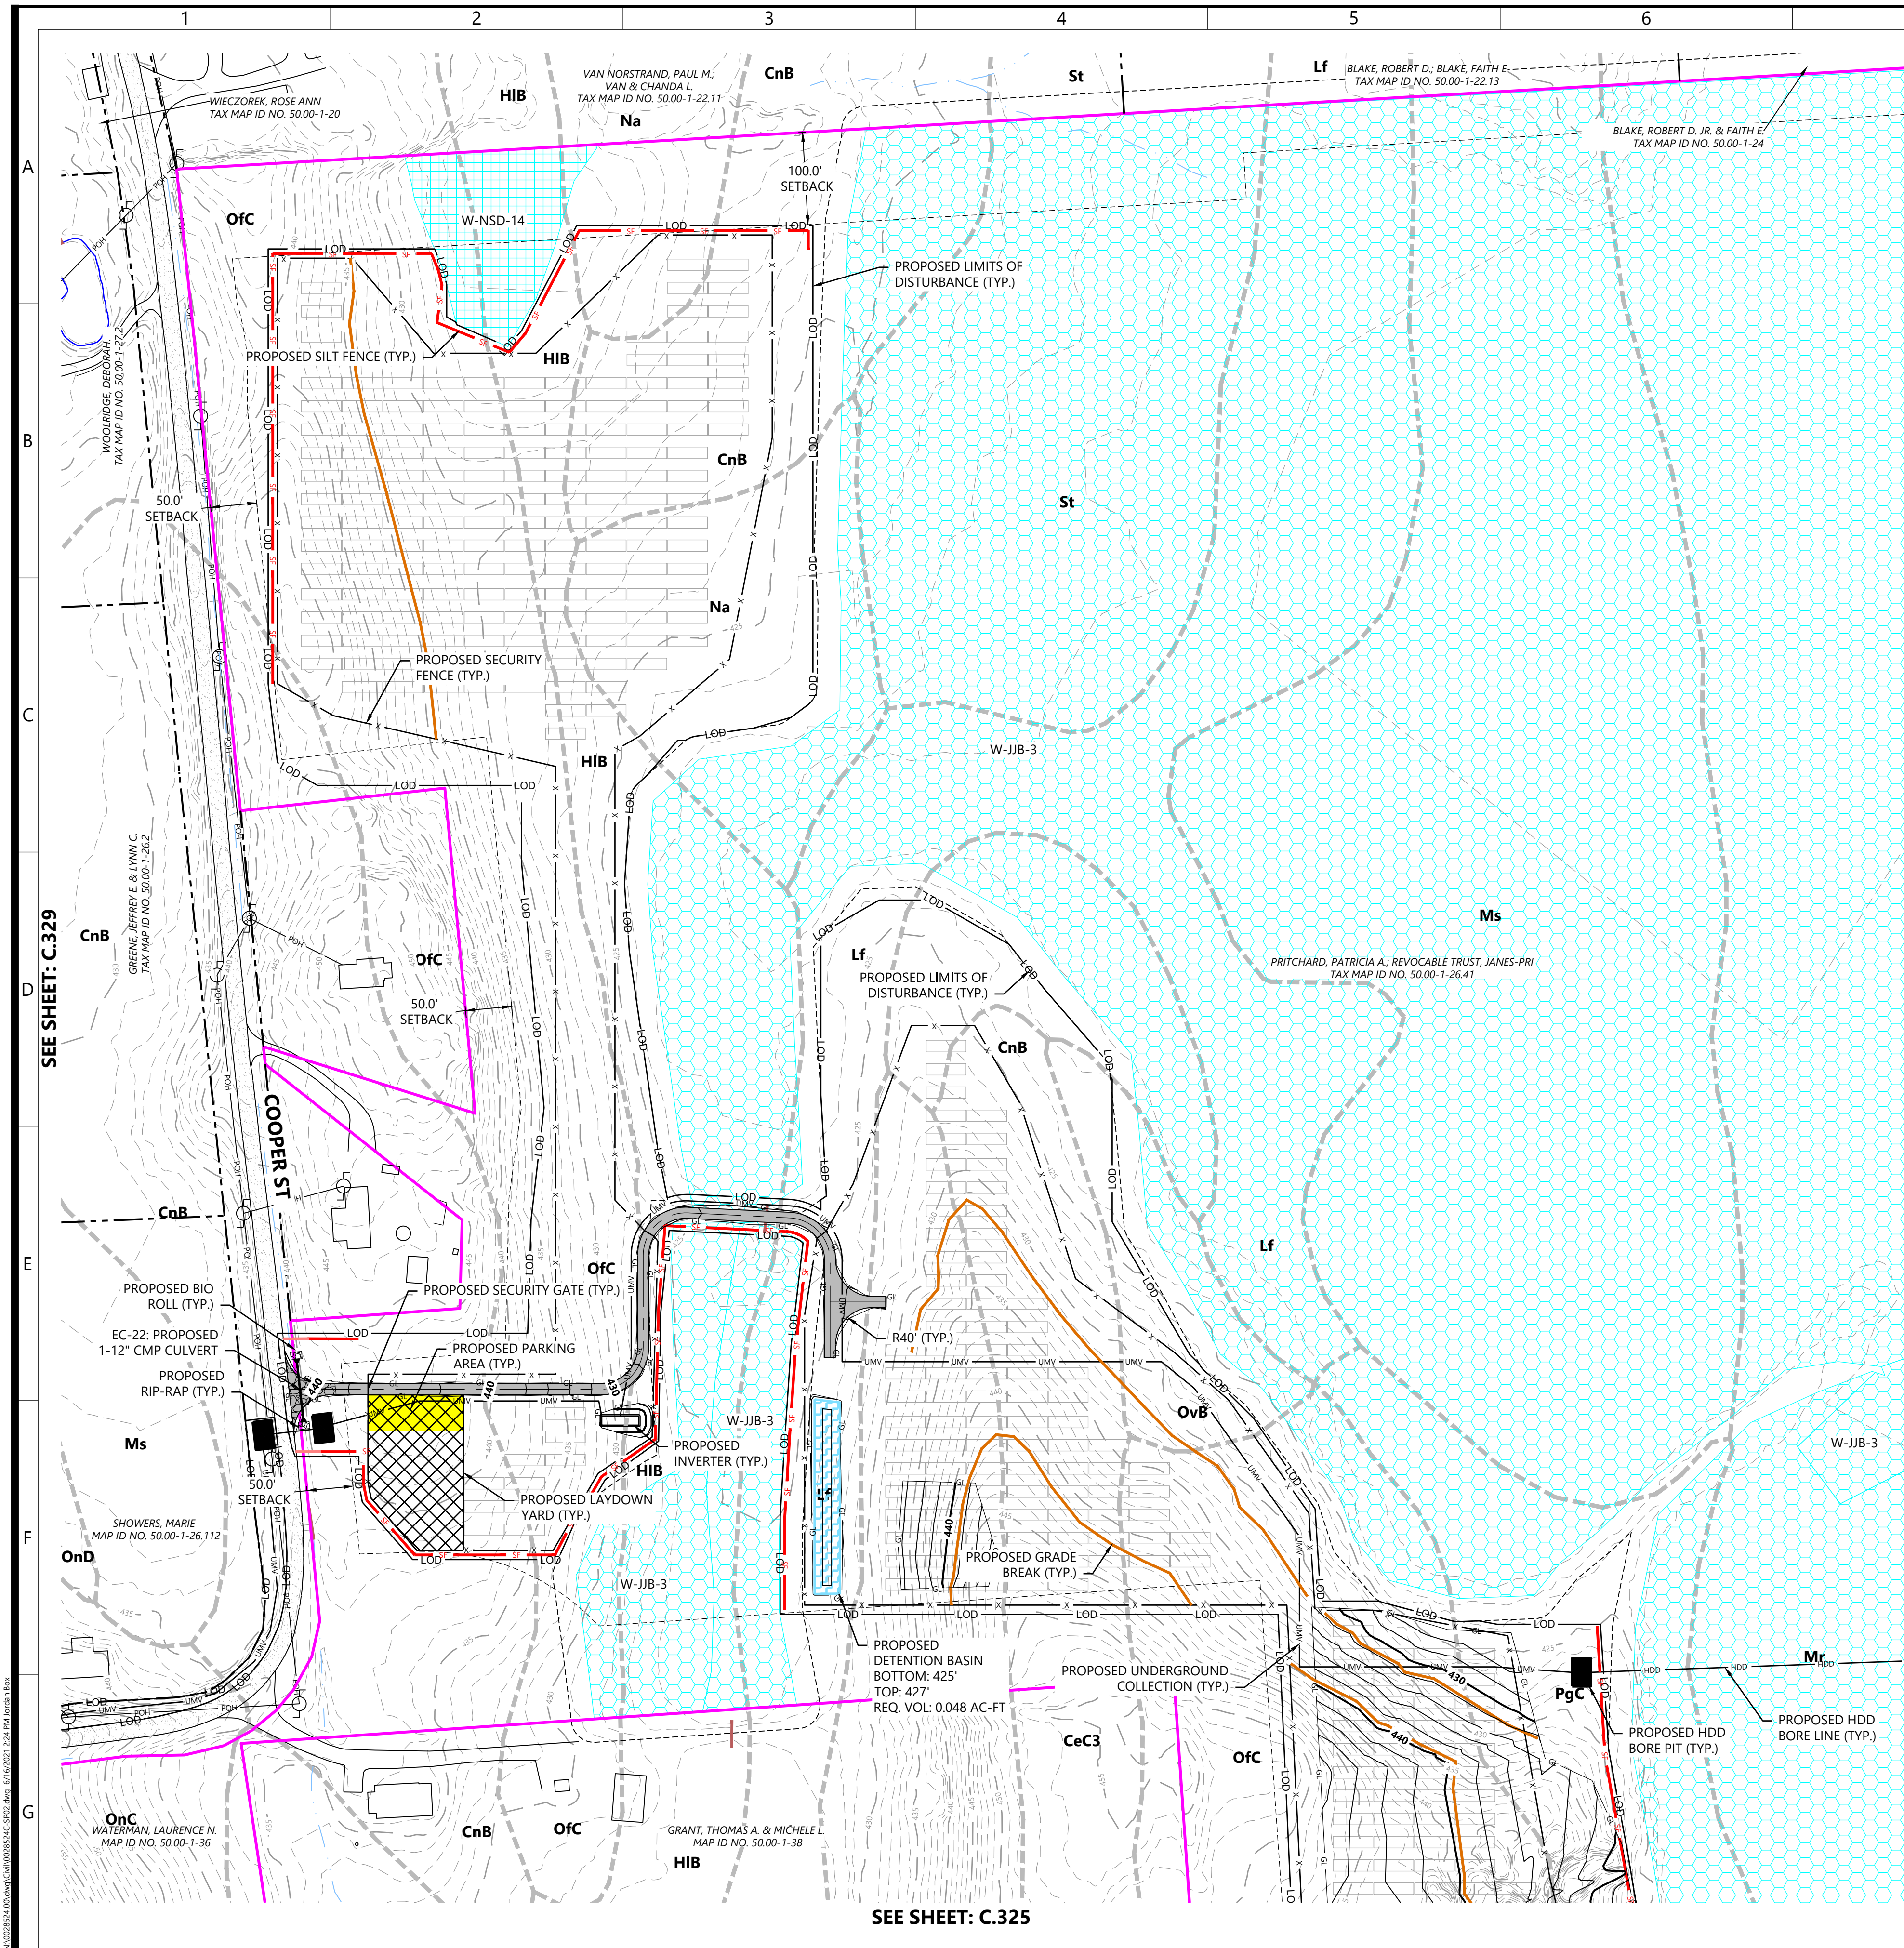 1 2 3 4 5 6
A
B
C
D
E
F
G
VAN NORSTRAND, PAUL M.;
VAN & CHANDA L.
TAX MAP ID NO. 50.00-1-22.11
CnB
St
Lf
BLAKE, ROBERT D.; BLAKE, FAITH E-
TAX MAP ID NO. 50.00-1-22.13
WIECZOREK, ROSE ANN
TAX MAP ID NO. 50.00-1-20
HlB
Na
BLAKE, ROBERT D. JR. & FAITH E.
TAX MAP ID NO. 50.00-1-24
100.0'
SETBACK
OfC
W-NSD-14
PROPOSED LIMITS OF
DISTURBANCE (TYP.)
WOOLRIDGE, DEBORAH.
TAX MAP ID NO. 50.00-1-27.2
PROPOSED SILT FENCE (TYP.)
HlB
CnB
St
50.0'
SETBACK
Na
425
PROPOSED SECURITY
FENCE (TYP.)
HlB
W-JJB-3
GREENE, JEFFREY E. & LYNN C.
TAX MAP ID NO. 50.00-1-26.2
SEE SHEET: C.329
CnB
OfC
50.0'
SETBACK
Lf
PROPOSED LIMITS OF
DISTURBANCE (TYP.)
Ms
PRITCHARD, PATRICIA A.; REVOCABLE TRUST, JANES-PRI
TAX MAP ID NO. 50.00-1-26.41
CnB
COOPER ST
CnB
Lf
OfC
PROPOSED BIO
ROLL (TYP.)
PROPOSED SECURITY GATE (TYP.)
EC-22: PROPOSED
1-12" CMP CULVERT
PROPOSED PARKING
AREA (TYP.)
R40' (TYP.)
PROPOSED
RIP-RAP (TYP.)
440
440
430
OvB
W-JJB-3
W-JJB-3
Ms
PROPOSED
INVERTER (TYP.)
HlB
50.0'
SETBACK
PROPOSED LAYDOWN
YARD (TYP.)
Lf
SHOWERS, MARIE
MAP ID NO. 50.00-1-26.112
440
OnD
PROPOSED GRADE
BREAK (TYP.)
W-JJB-3
PROPOSED
DETENTION BASIN
BOTTOM: 425'
TOP: 427'
REQ. VOL: 0.048 AC-FT
PROPOSED UNDERGROUND
COLLECTION (TYP.)
430
Mr
PgC
PROPOSED HDD
BORE PIT (TYP.)
PROPOSED HDD
BORE LINE (TYP.)
440
CeC3
OfC
OnC
WATERMAN, LAURENCE N.
MAP ID NO. 50.00-1-36
CnB
OfC
GRANT, THOMAS A. & MICHELE L.
MAP ID NO. 50.00-1-38
HlB
SEE SHEET: C.325